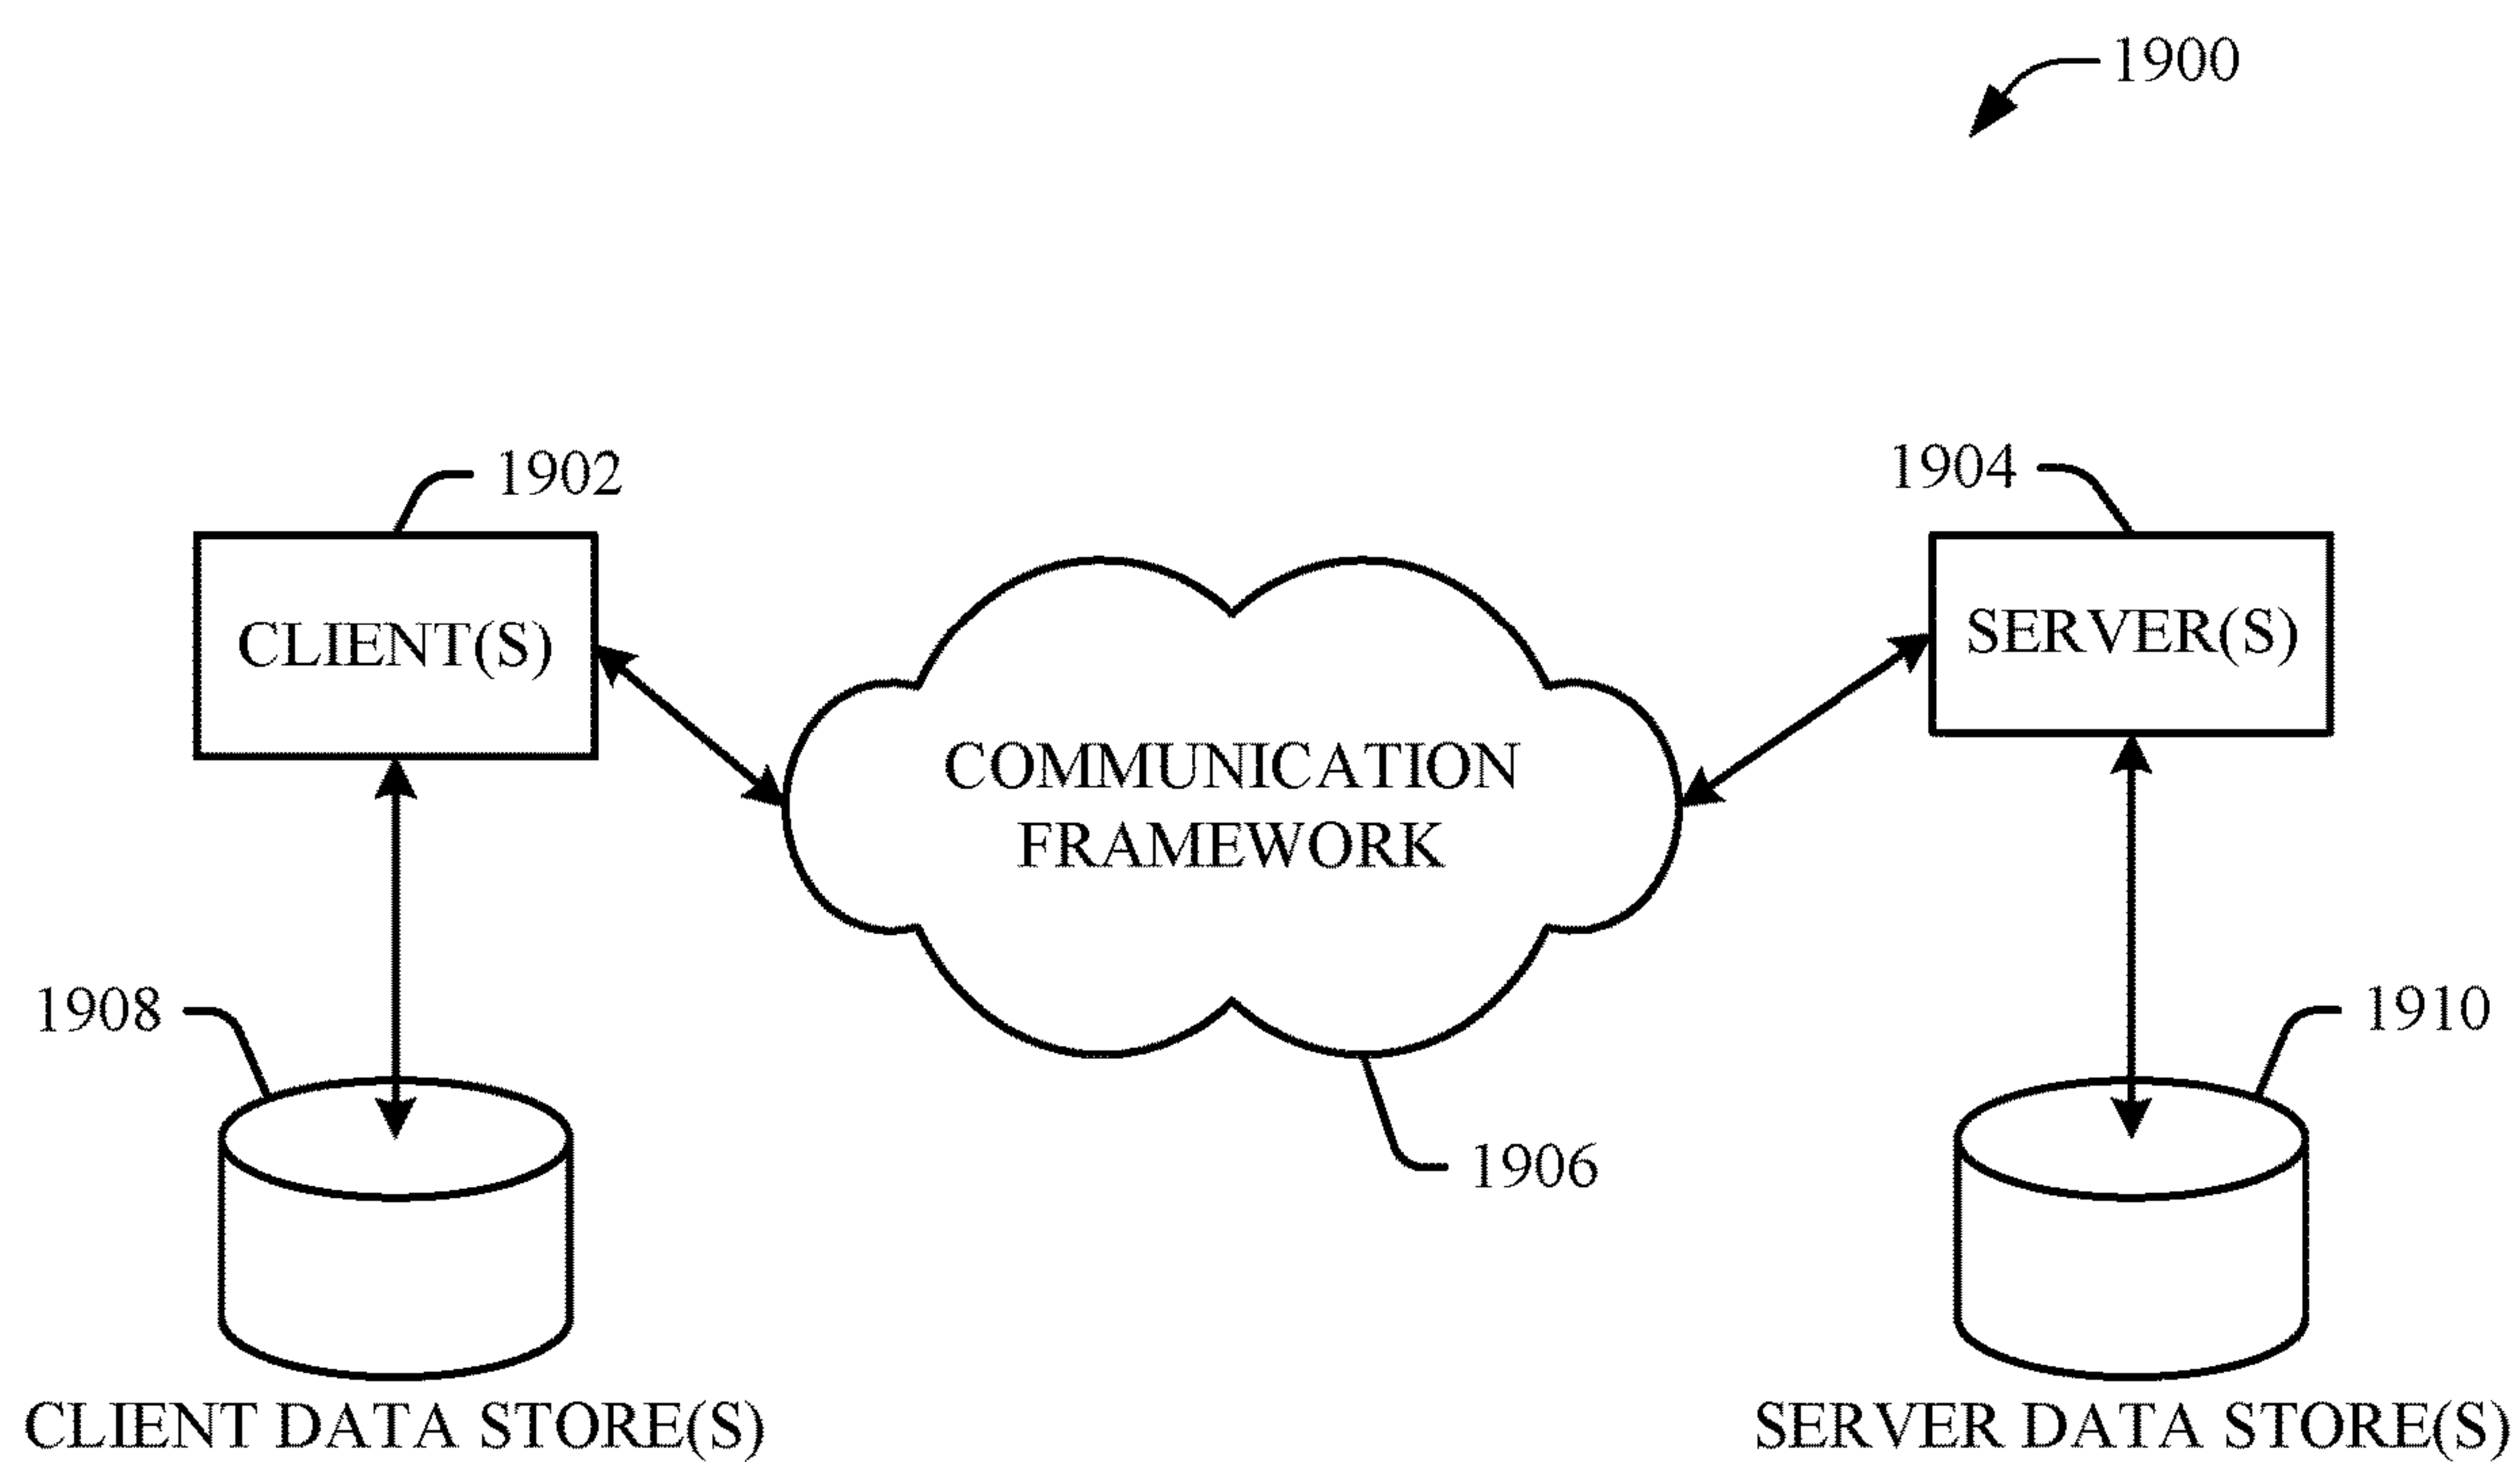 1900
1902
1904
CLIENT(S)
SERVER(S)
COMMUNICATION
FRAMEWORK
1908
1910
1906
CLIENT DATA STORE(S)
SERVER DATA STORE(S)